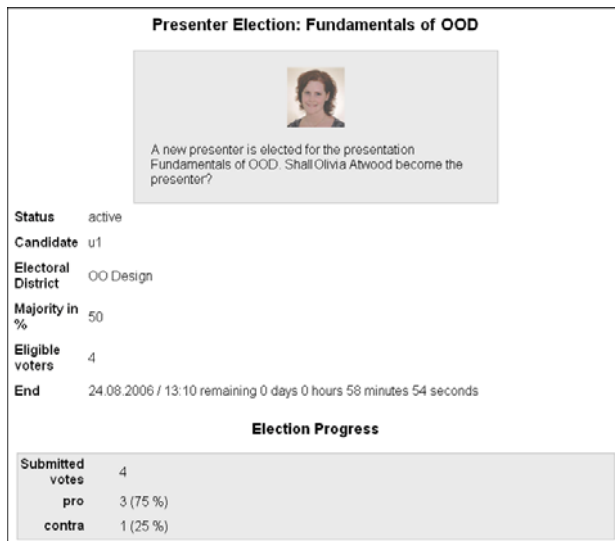 Presenter Election: Fundamentals of OOD
A new presenter is elected for the presentation
Fundamentals of OOD. Shall Olivia Atwood become the
presenter?
Status active
Candidate u1
Electoral
District OO Design
Majority in
% 50
Eligible
voters 4
End 24.08.2006 / 13:10 remaining 0 days 0 hours 58 minutes 54 seconds
Election Progress
Submitted
votes 4
pro 3 (75 %)
contra 1 (25 %)